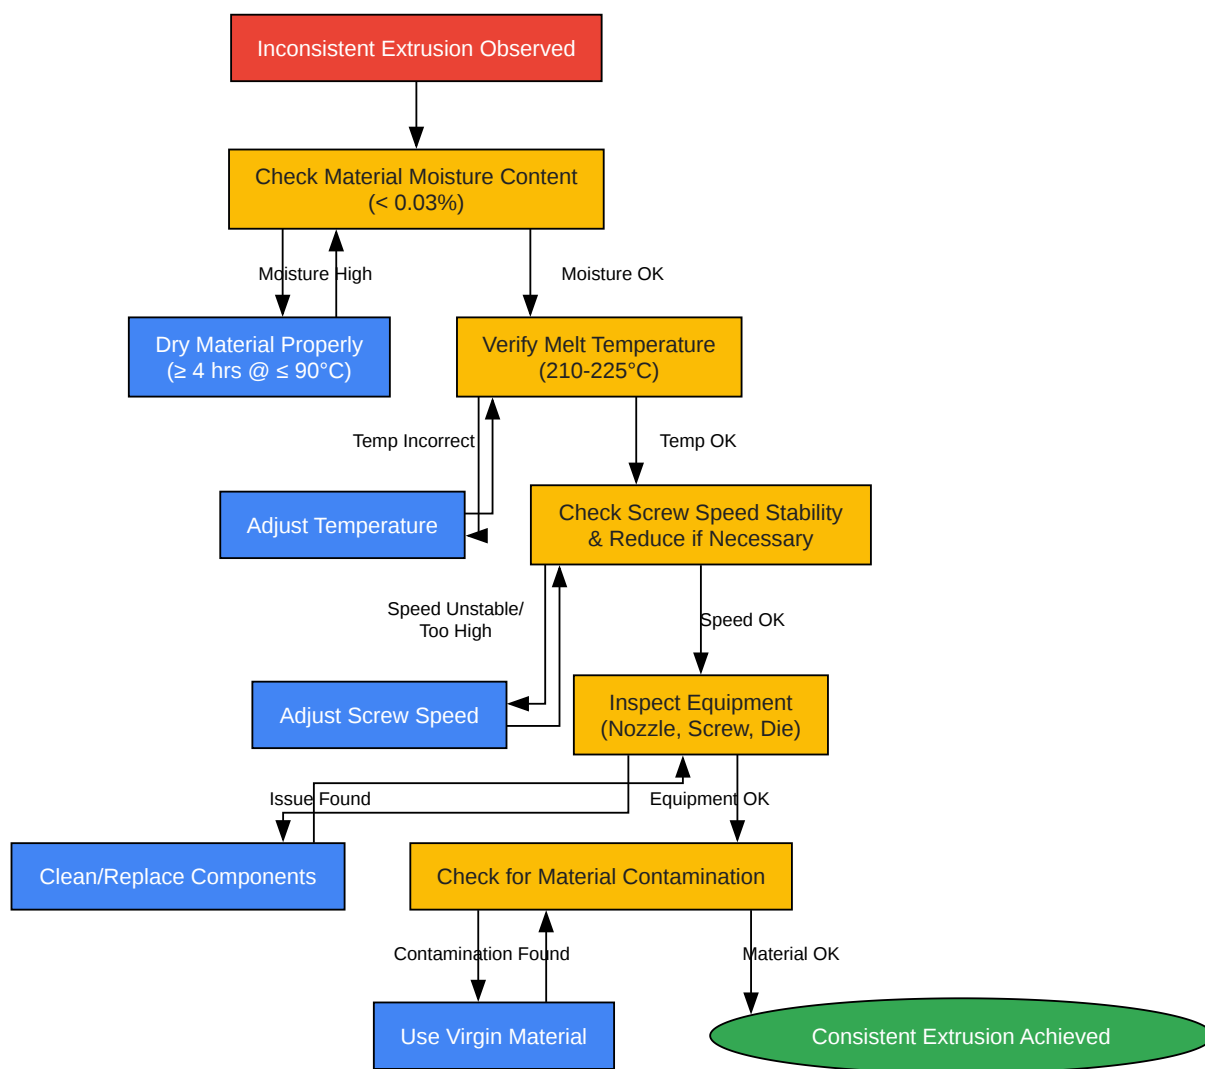 Inconsistent Extrusion Observed
Check Material Moisture Content
(< 0.03%)
Moisture High
Moisture OK
Dry Material Properly
(≥ 4 hrs @ ≤ 90°C)
Verify Melt Temperature
(210-225°C)
Temp Incorrect
Temp OK
Adjust Temperature
Check Screw Speed Stability
& Reduce if Necessary
Speed Unstable/
Too High
Speed OK
Adjust Screw Speed
Inspect Equipment
(Nozzle, Screw, Die)
Issue Found
Equipment OK
Clean/Replace Components
Check for Material Contamination
Contamination Found
Material OK
Use Virgin Material
Consistent Extrusion Achieved